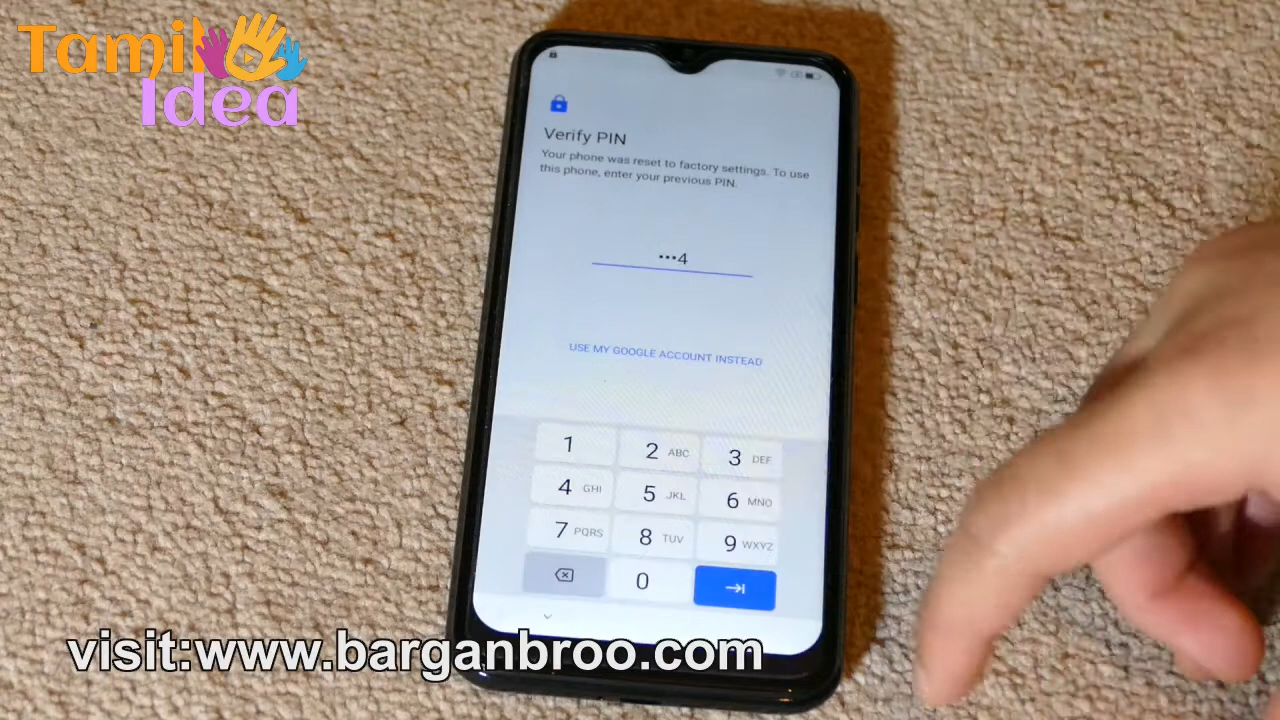 Tamil
Idea
Verify PIN
Your phone was reset to factory settings. To use
this phone, enter your previous PIN.
•••4
USE MY GOOGLE ACCOUNT INSTEAD
1
2 ABC
3 DEF
4 GHI
5 JKL
6 MNO
7 PQRS
8 TUV
9 WXYZ
0
visit:www.barganbroo.com